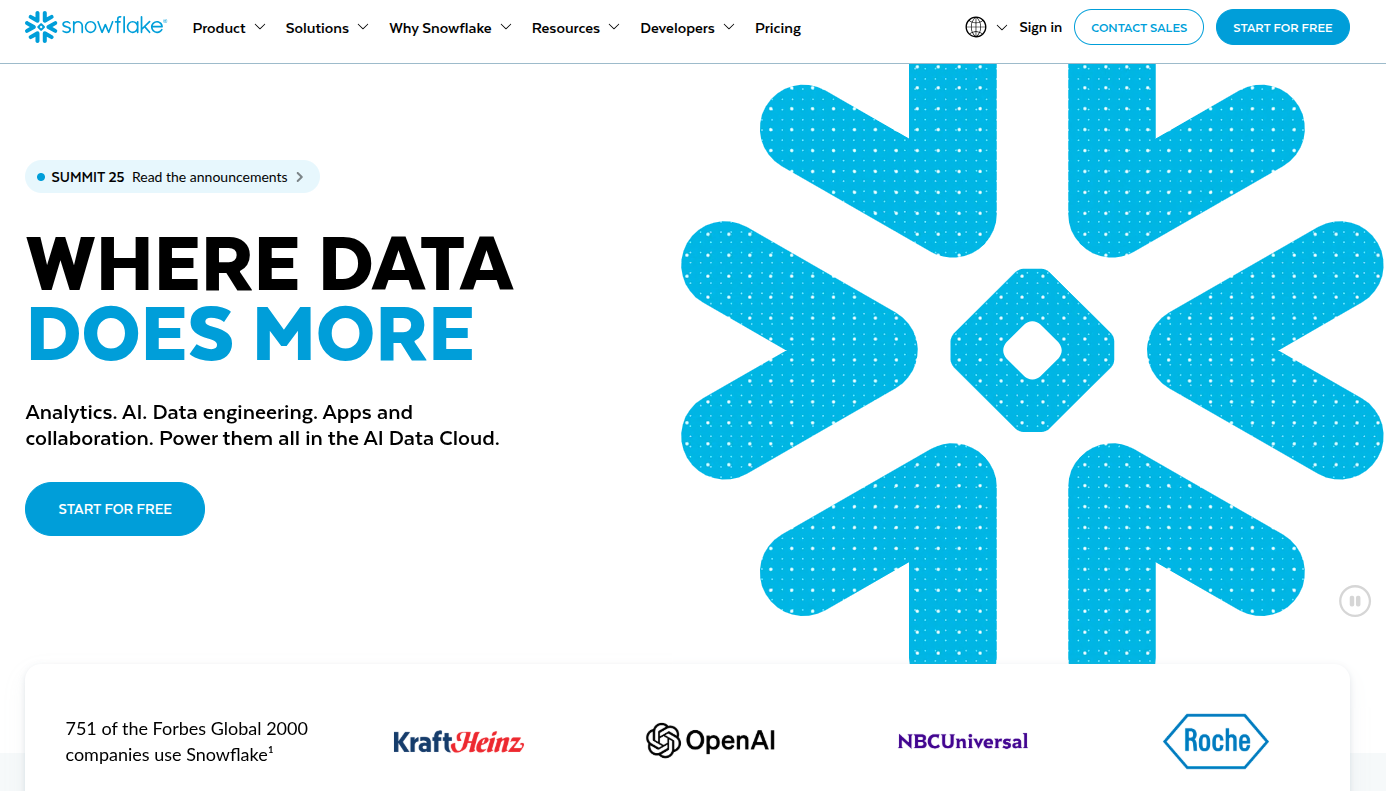 snowflake®
Product
Solutions
Why Snowflake
Resources
Developers
Pricing
Sign in
CONTACT SALES
START FOR FREE
SUMMIT 25 Read the announcements
WHERE DATA
DOES MORE
Analytics. AI. Data engineering. Apps and
collaboration. Power them all in the AI Data Cloud.
START FOR FREE
751 of the Forbes Global 2000
companies use Snowflake¹
KraftHeinz
OpenAI
NBCUniversal
Roche